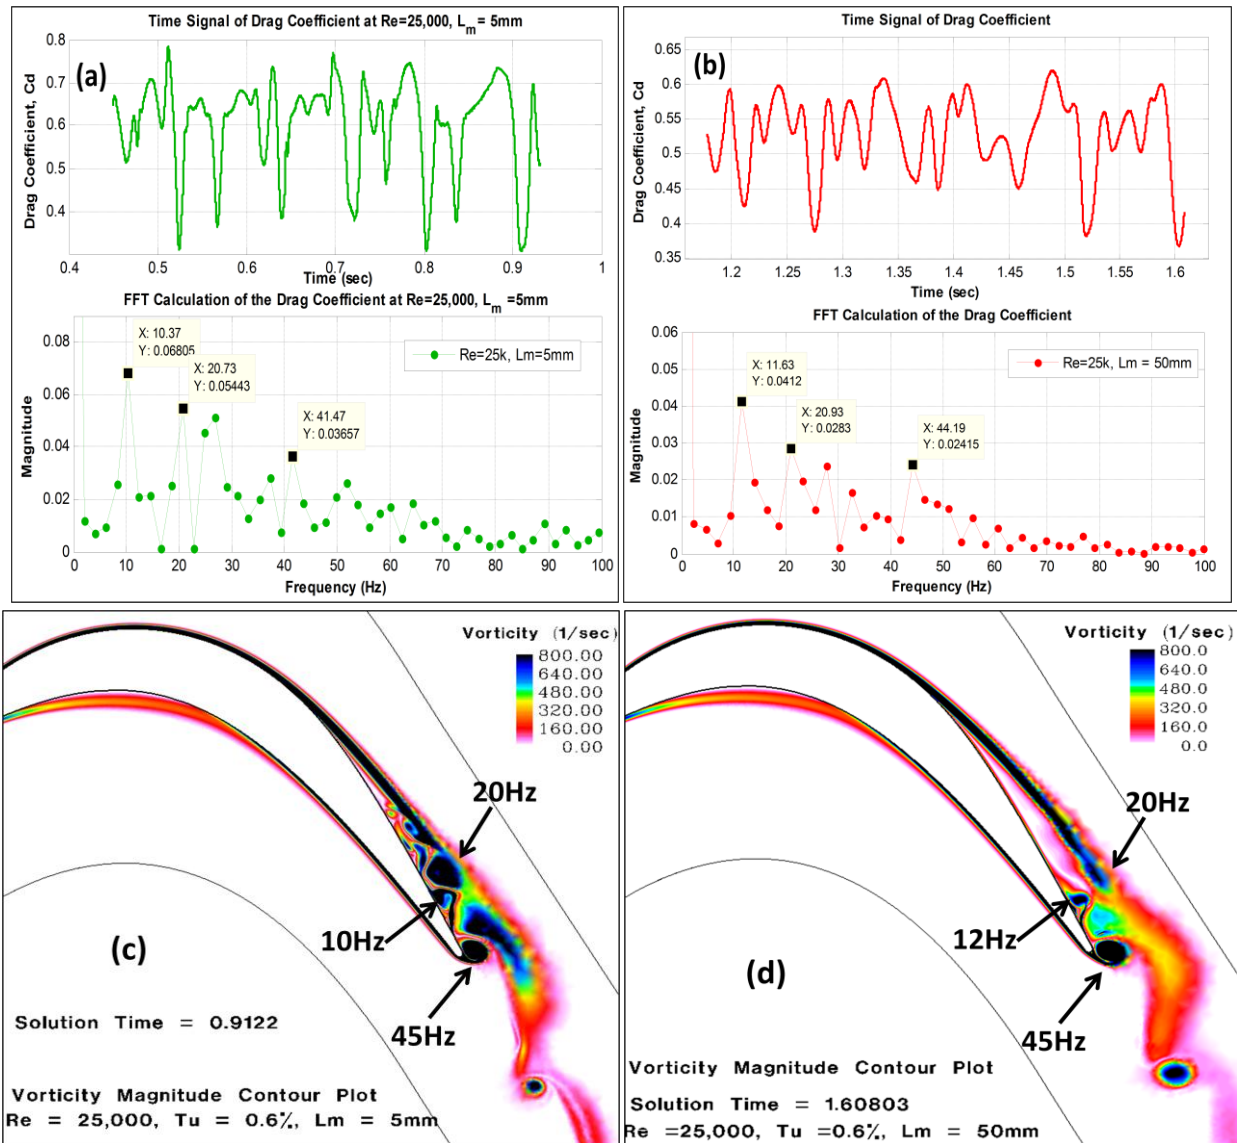 Time Signal of Drag Coefficient at Re=25,000, Lm = 5mm
(a)
Drag Coefficient, Cd
0.8
0.7
0.6
0.5
0.4
0.4 0.5 0.6 0.7 0.8 0.9 1
Time (sec)
FFT Calculation of the Drag Coefficient at Re=25,000, Lm =5mm
X: 10.37
Y: 0.06805
X: 20.73
Y: 0.05443
X: 41.47
Y: 0.03657
Re=25k, Lm=5mm
Magnitude
0.08
0.06
0.04
0.02
0
0 10 20 30 40 50 60 70 80 90 100
Frequency (Hz)
Time Signal of Drag Coefficient
(b)
Drag Coefficient, Cd
0.65
0.6
0.55
0.5
0.45
0.4
0.35
1.2 1.25 1.3 1.35 1.4 1.45 1.5 1.55 1.6
Time (sec)
FFT Calculation of the Drag Coefficient
X: 11.63
Y: 0.0412
X: 20.93
Y: 0.0283
X: 44.19
Y: 0.02415
Re=25k, Lm = 50mm
Magnitude
0.06
0.05
0.04
0.03
0.02
0.01
0
0 10 20 30 40 50 60 70 80 90 100
Frequency (Hz)
Vorticity (1/sec)
800.00
640.00
480.00
320.00
160.00
0.00
20Hz
10Hz
45Hz
(c)
Solution Time = 0.9122
Vorticity Magnitude Contour Plot
Re = 25,000, Tu = 0.6%, Lm = 5mm
Vorticity (1/sec)
800.0
640.0
480.0
320.0
160.0
0.0
20Hz
12Hz
45Hz
(d)
Vorticity Magnitude Contour Plot
Solution Time = 1.60803
Re =25,000, Tu =0.6%, Lm = 50mm